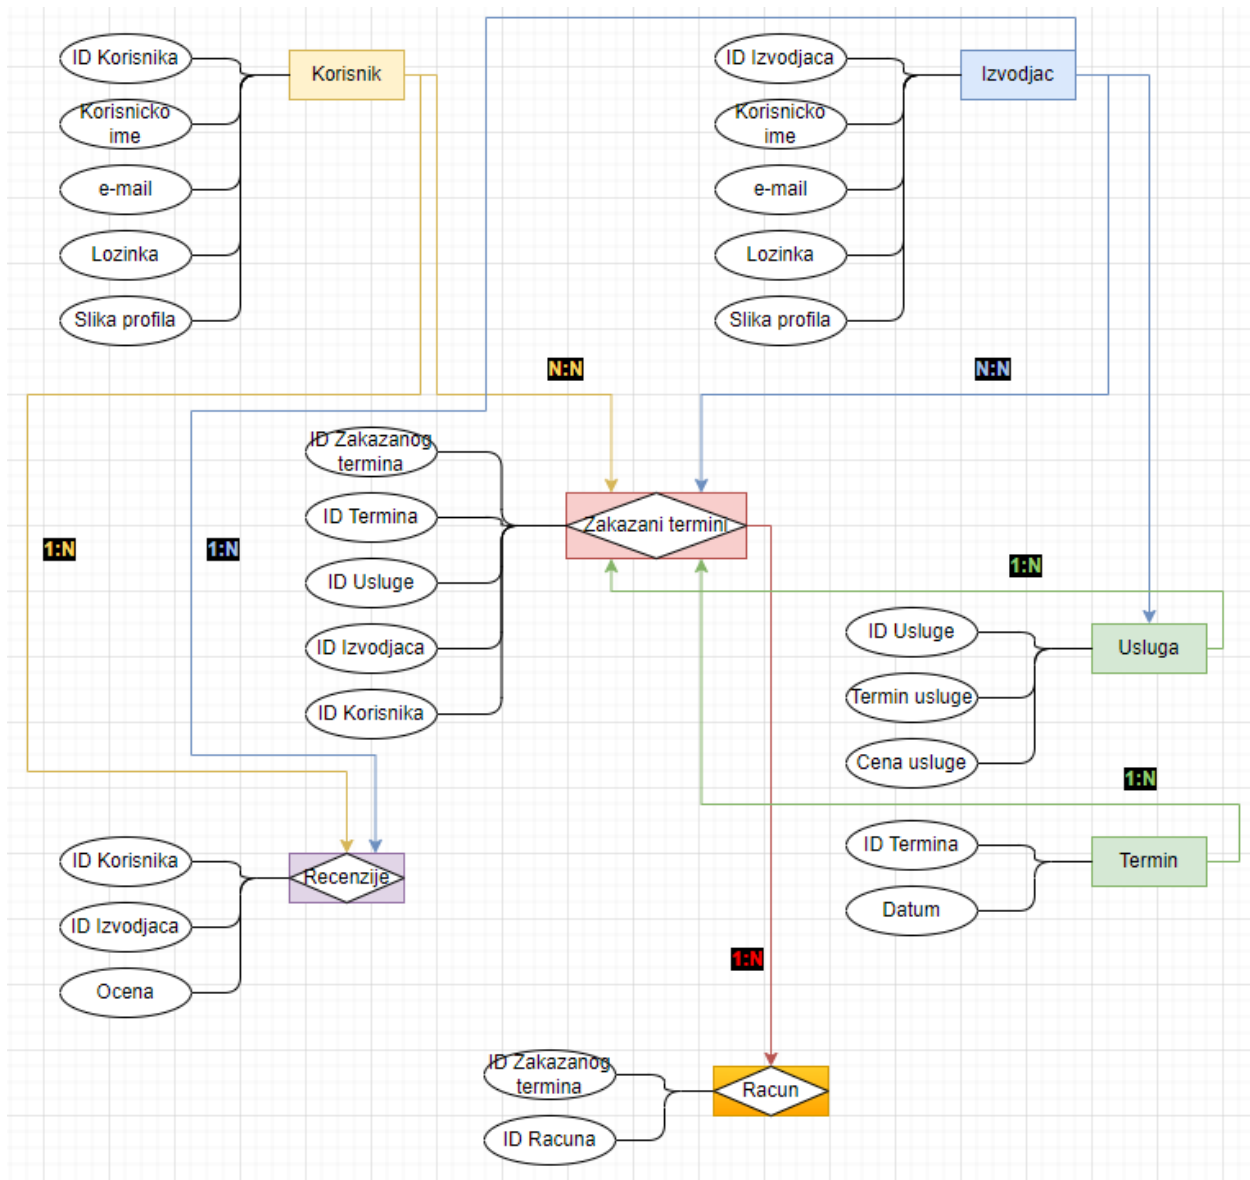 ID Korisnika
Korisnik
Korisnicko
ime
e-mail
Lozinka
Slika profila
ID Izvodjaca
Izvodjac
Korisnicko
ime
e-mail
Lozinka
Slika profila
N:N
N:N
ID Zakazanog
termina
ID Termina
ID Usluge
ID Izvodjaca
ID Korisnika
Zakazani termini
1:N
1:N
1:N
ID Usluge
Usluga
Termin usluge
Cena usluge
1:N
ID Termina
Termin
Datum
ID Korisnika
Recenzije
ID Izvodjaca
Ocena
1:N
ID Zakazanog
termina
Racun
ID Racuna